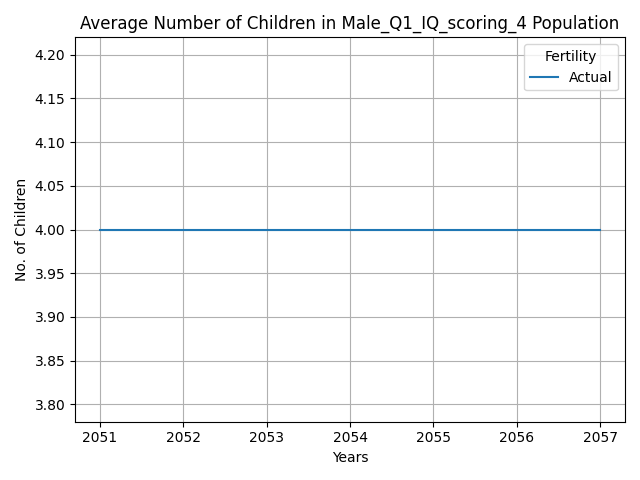 Average Number of Children in Male_Q1_IQ_scoring_4 Population
Fertility
Actual
4.20
4.15
4.10
4.05
4.00
3.95
3.90
3.85
3.80
No. of Children
2051 2052 2053 2054 2055 2056 2057
Years